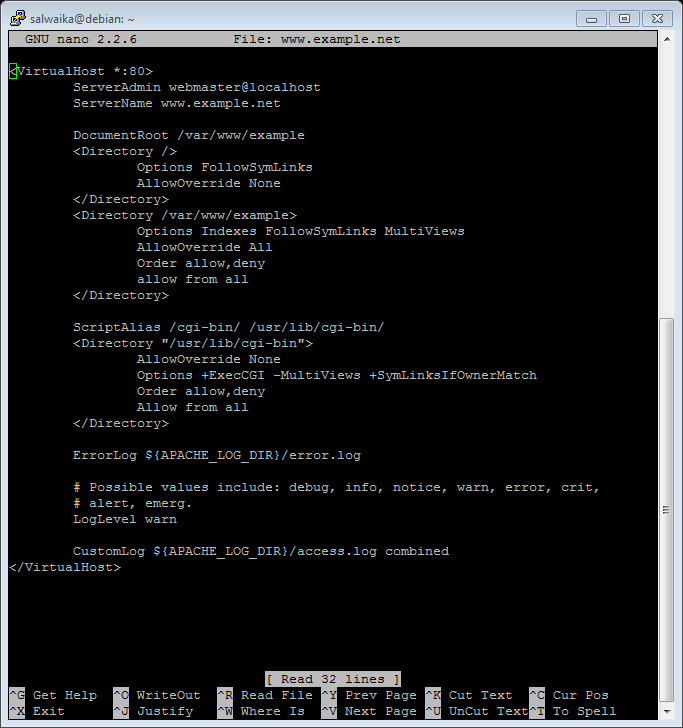 salwaika@debian: ~
GNU nano 2.2.6 File: www.example.net
<VirtualHost *:80>
        ServerAdmin webmaster@localhost
        ServerName www.example.net

        DocumentRoot /var/www/example
        <Directory />
                Options FollowSymLinks
                AllowOverride None
        </Directory>
        <Directory /var/www/example>
                Options Indexes FollowSymLinks MultiViews
                AllowOverride All
                Order allow,deny
                allow from all
        </Directory>

        ScriptAlias /cgi-bin/ /usr/lib/cgi-bin/
        <Directory "/usr/lib/cgi-bin">
                AllowOverride None
                Options +ExecCGI -MultiViews +SymLinksIfOwnerMatch
                Order allow,deny
                Allow from all
        </Directory>

        ErrorLog ${APACHE_LOG_DIR}/error.log

        # Possible values include: debug, info, notice, warn, error, crit,
        # alert, emerg.
        LogLevel warn

        CustomLog ${APACHE_LOG_DIR}/access.log combined
</VirtualHost>
[ Read 32 lines ]
^G Get Help ^O WriteOut ^R Read File ^Y Prev Page ^K Cut Text ^C Cur Pos
^X Exit ^J Justify ^W Where Is ^V Next Page ^U UnCut Text ^T To Spell